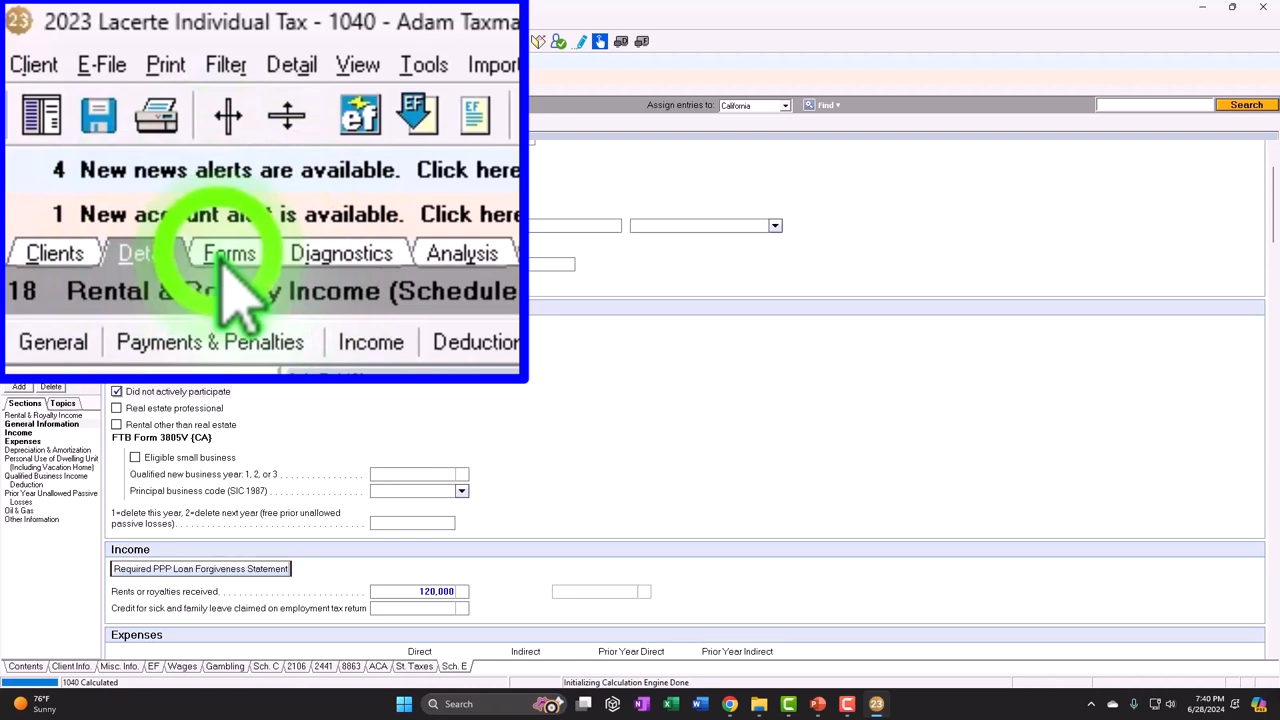 2023 Lacerte Individual Tax - 1040 - Adam Taxma
Client E-File Print Filter Detail View Tools Import
4 New news alerts are available. Click here
1 New account alert is available. Click here
Clients Detail Forms Diagnostics Analysis
18 Rental & Royalty Income (Schedule
General Payments & Penalties Income Deduction
Assign entries to: California Find
Search
Add Delete
Sections Topics
Rental & Royalty Income
General Information
Income
Expenses
Depreciation & Amortization
Personal Use of Dwelling Unit
(Including Vacation Home)
Qualified Business Income
Deduction
Prior Year Unallowed Passive
Losses
Oil & Gas
Other Information
Did not actively participate
Real estate professional
Rental other than real estate
FTB Form 3805V {CA}
Eligible small business
Qualified new business year: 1, 2, or 3
Principal business code (SIC 1987)
1=delete this year, 2=delete next year (free prior unallowed
passive losses)
Income
Required PPP Loan Forgiveness Statement
Rents or royalties received 120,000
Credit for sick and family leave claimed on employment tax return
Expenses
Direct Indirect Prior Year Direct Prior Year Indirect
Contents Client Info. Misc. Info. EF Wages Gambling Sch. C 2106 2441 8863 ACA St. Taxes Sch. E
1040 Calculated Initializing Calculation Engine Done
76°F
Sunny
Search
7:40 PM
6/28/2024